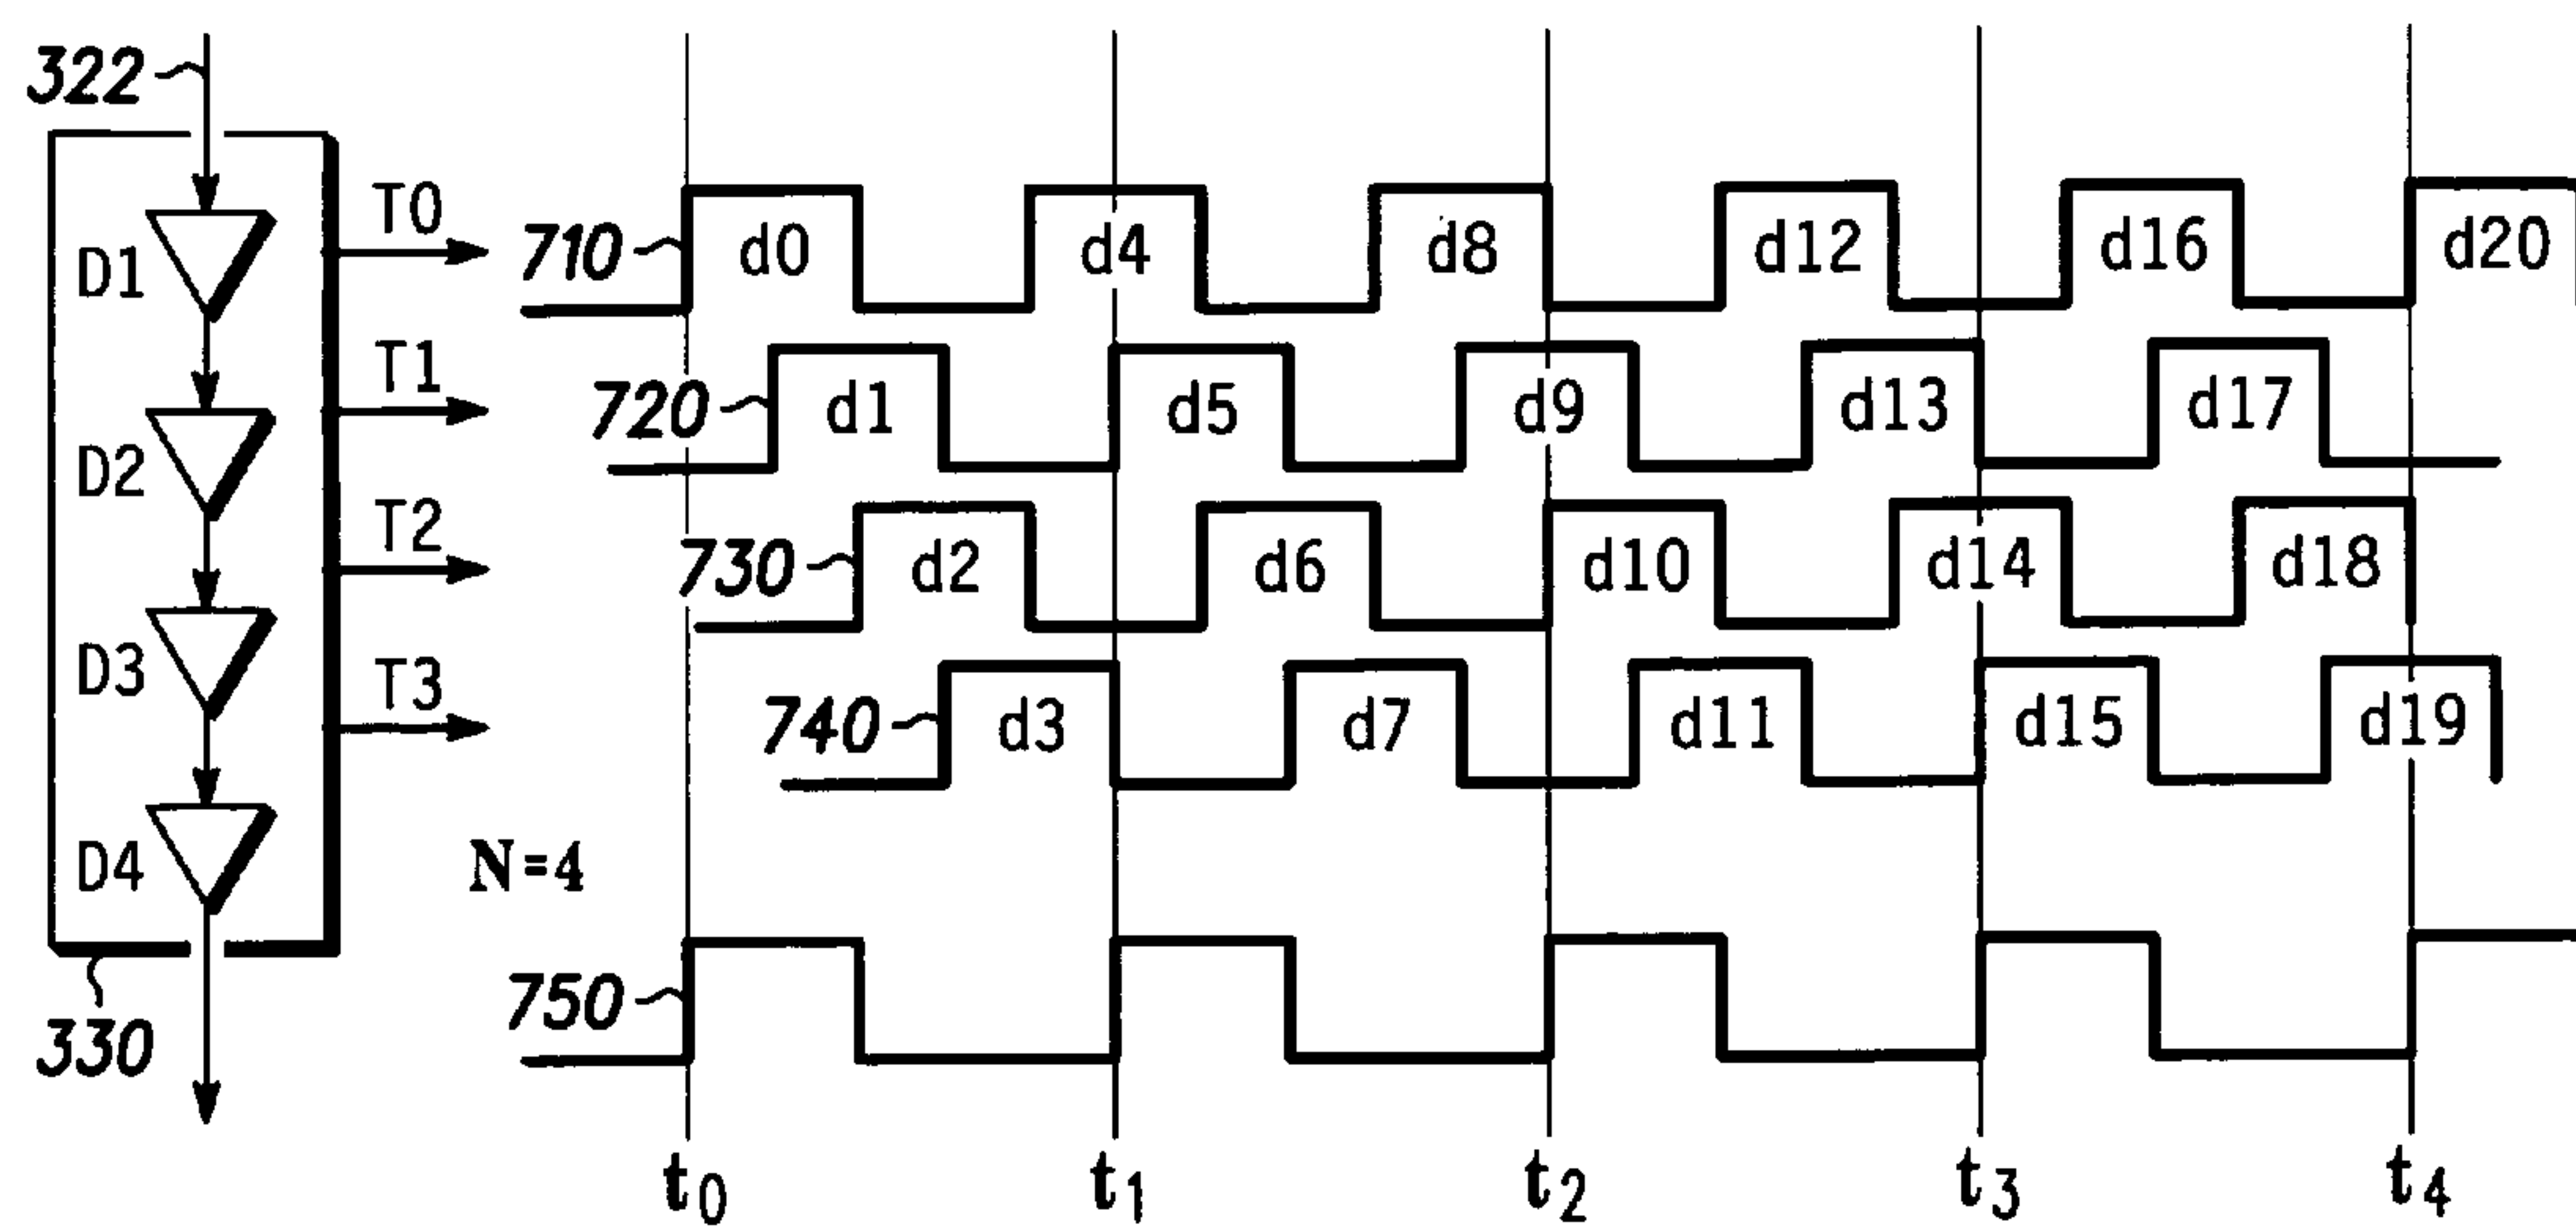 322
D1
D2
D3
D4
330
T0
T1
T2
T3
N=4
710 d0 d4 d8 d12 d16 d20
720 d1 d5 d9 d13 d17
730 d2 d6 d10 d14 d18
740 d3 d7 d11 d15 d19
750
t0 t1 t2 t3 t4